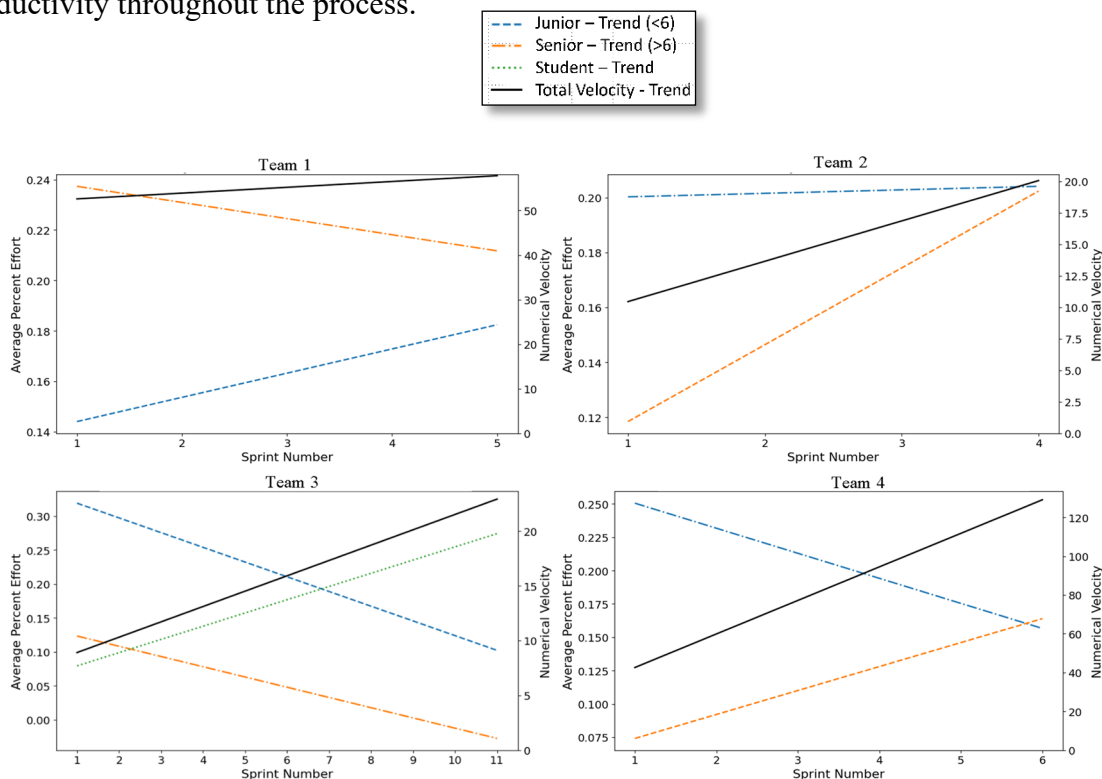 ductivity throughout the process.
Junior – Trend (<6)
Senior – Trend (>6)
Student – Trend
Total Velocity - Trend
Team 1
Average Percent Effort
0.24
0.22
0.20
0.18
0.16
0.14
50
40
30
20
10
0
Numerical Velocity
1 2 3 4 5
Sprint Number
Team 2
Average Percent Effort
0.20
0.18
0.16
0.14
0.12
20.0
17.5
15.0
12.5
10.0
7.5
5.0
2.5
0.0
Numerical Velocity
1 2 3 4
Sprint Number
Team 3
Average Percent Effort
0.30
0.25
0.20
0.15
0.10
0.05
0.00
20
15
10
5
0
Numerical Velocity
1 2 3 4 5 6 7 8 9 10 11
Sprint Number
Team 4
Average Percent Effort
0.250
0.225
0.200
0.175
0.150
0.125
0.100
0.075
120
100
80
60
40
20
0
Numerical Velocity
1 2 3 4 5 6
Sprint Number